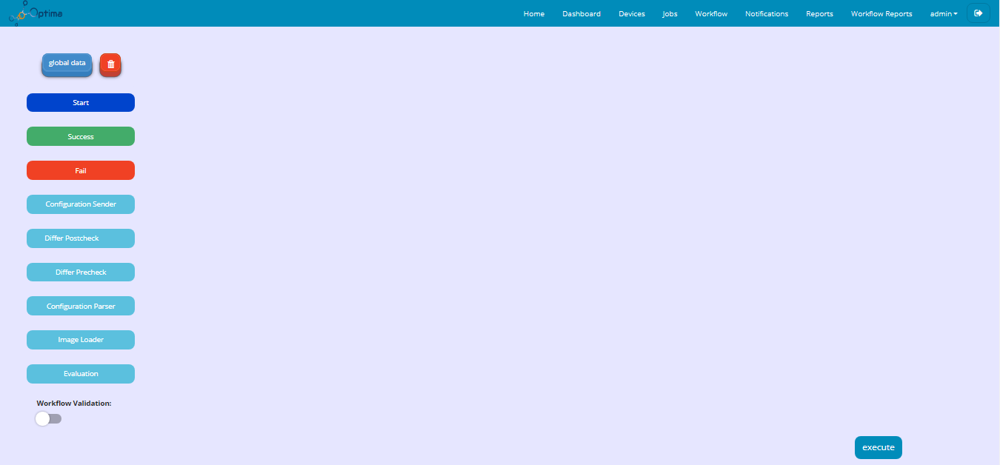 Optima
Home Dashboard Devices Jobs Workflow Notifications Reports Workflow Reports admin
global data
Start
Success
Fail
Configuration Sender
Differ Postcheck
Differ Precheck
Configuration Parser
Image Loader
Evaluation
Workflow Validation:
execute